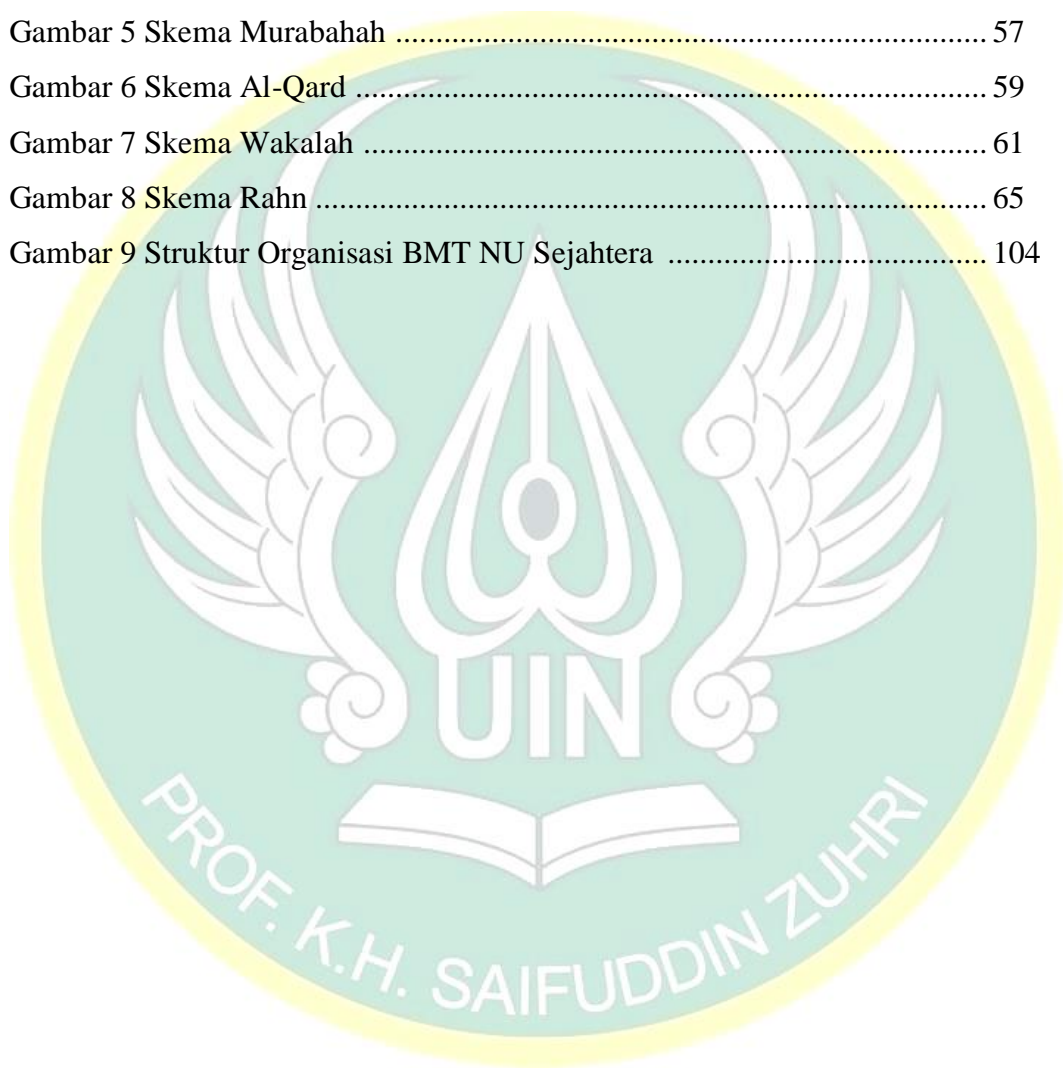 Gambar 5 Skema Murabahah ........................................................................... 57
Gambar 6 Skema Al-Qard ................................................................................ 59
Gambar 7 Skema Wakalah ............................................................................... 61
Gambar 8 Skema Rahn ..................................................................................... 65
Gambar 9 Struktur Organisasi BMT NU Sejahtera ........................................ 104
UIN
PROF. K.H. SAIFUDDIN ZUHRI